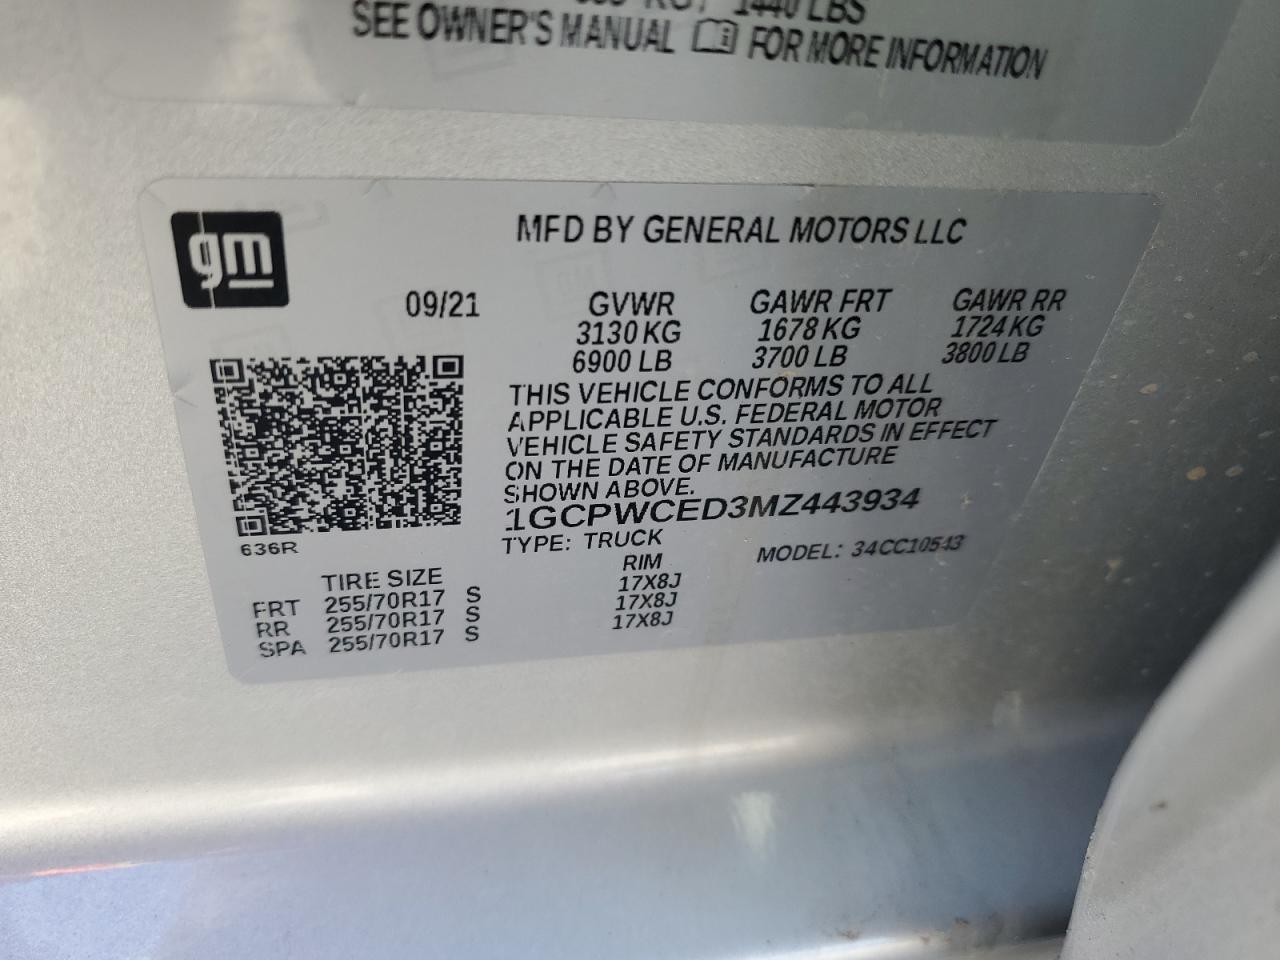 1440 LBS
SEE OWNER'S MANUAL FOR MORE INFORMATION
gm
MFD BY GENERAL MOTORS LLC
09/21
GVWR
3130 KG
6900 LB
GAWR FRT
1678 KG
3700 LB
GAWR RR
1724 KG
3800 LB
THIS VEHICLE CONFORMS TO ALL
APPLICABLE U.S. FEDERAL MOTOR
VEHICLE SAFETY STANDARDS IN EFFECT
ON THE DATE OF MANUFACTURE
SHOWN ABOVE.
1GCPWCED3MZ443934
TYPE: TRUCK
MODEL: 34CC10543
636R
TIRE SIZE RIM
FRT 255/70R17 S 17X8J
RR 255/70R17 S 17X8J
SPA 255/70R17 S 17X8J